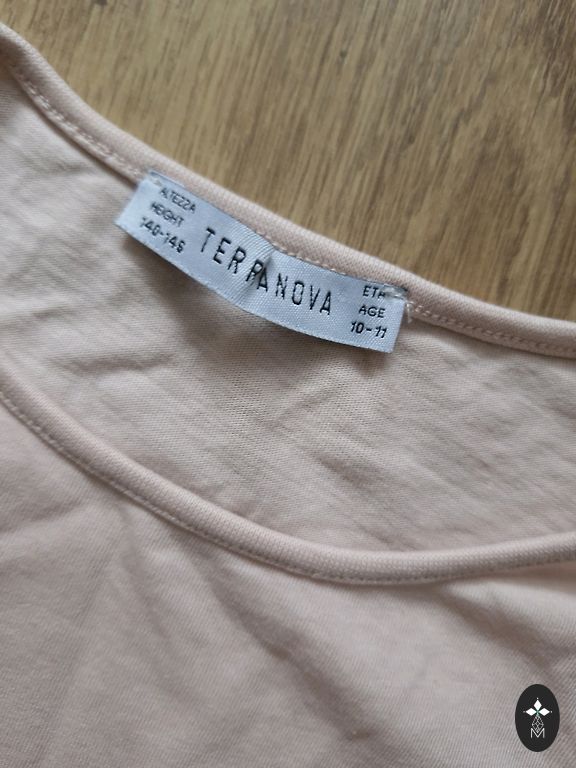 ALTEZZA
HEIGHT
140-146
TERRANOVA
ETA
AGE
10-11
M